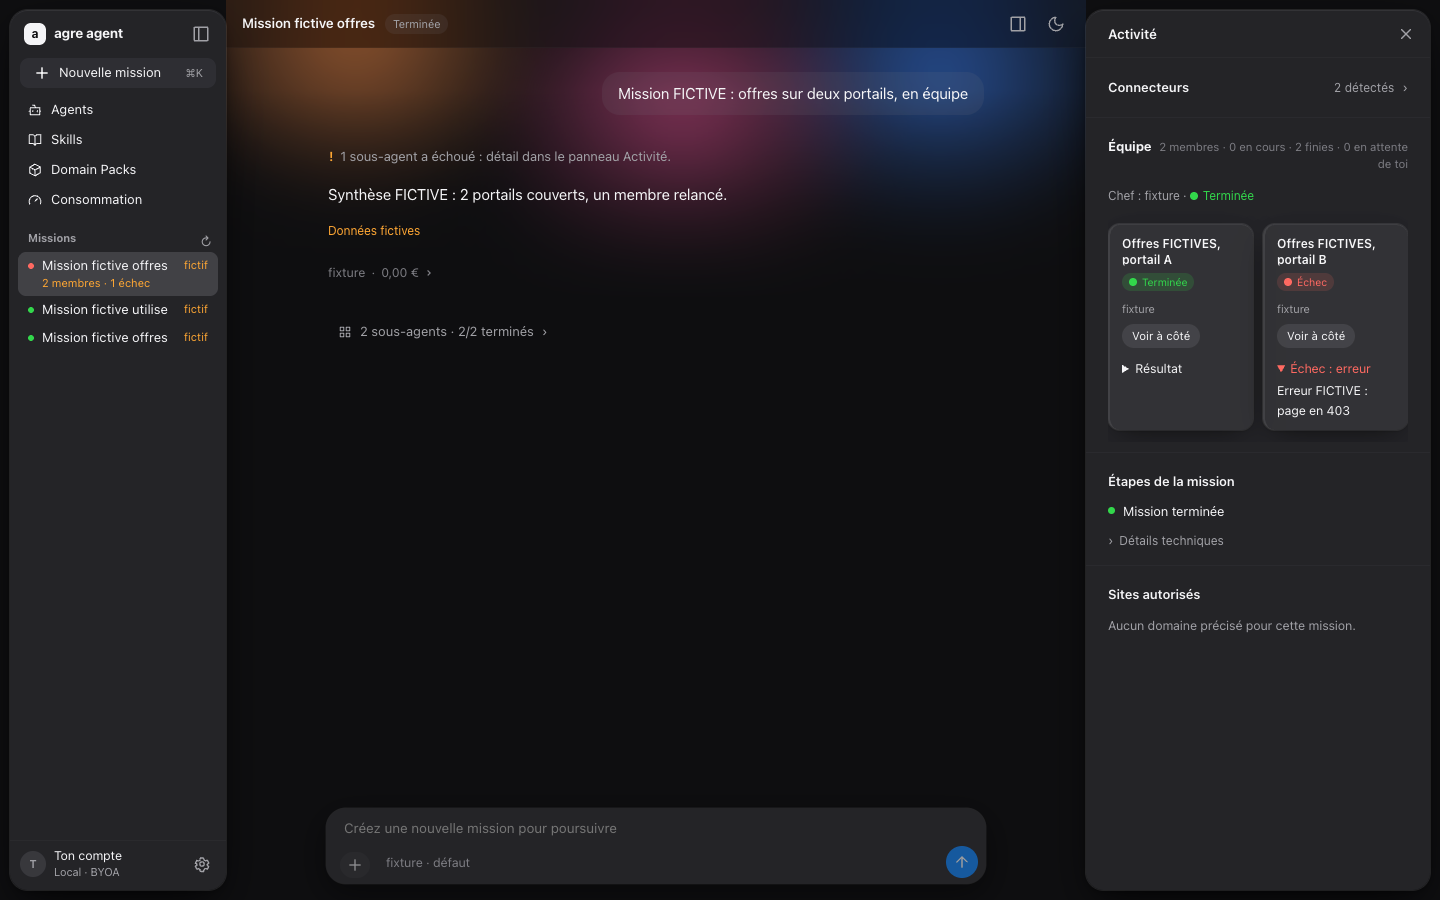 a agre agent
Nouvelle mission ⌘K
Agents
Skills
Domain Packs
Consommation
Missions
Mission fictive offres fictif
2 membres · 1 échec
Mission fictive utilise fictif
Mission fictive offres fictif
T
Ton compte
Local · BYOA
Mission fictive offres Terminée
Mission FICTIVE : offres sur deux portails, en équipe
! 1 sous-agent a échoué : détail dans le panneau Activité.
Synthèse FICTIVE : 2 portails couverts, un membre relancé.
Données fictives
fixture · 0,00 € ›
2 sous-agents · 2/2 terminés ›
Créez une nouvelle mission pour poursuivre
fixture · défaut
Activité
Connecteurs 2 détectés ›
Équipe 2 membres · 0 en cours · 2 finies · 0 en attente
de toi
Chef : fixture · Terminée
Offres FICTIVES,
portail A
Terminée
fixture
Voir à côté
Résultat
Offres FICTIVES,
portail B
Échec
fixture
Voir à côté
Échec : erreur
Erreur FICTIVE :
page en 403
Étapes de la mission
Mission terminée
› Détails techniques
Sites autorisés
Aucun domaine précisé pour cette mission.